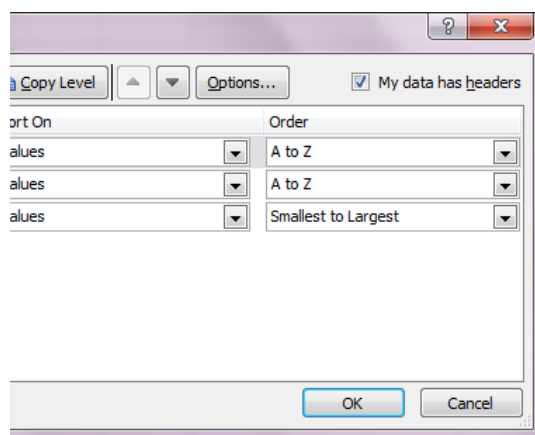 Copy Level Options... My data has headers
ort On Order
alues A to Z
alues A to Z
alues Smallest to Largest
OK Cancel